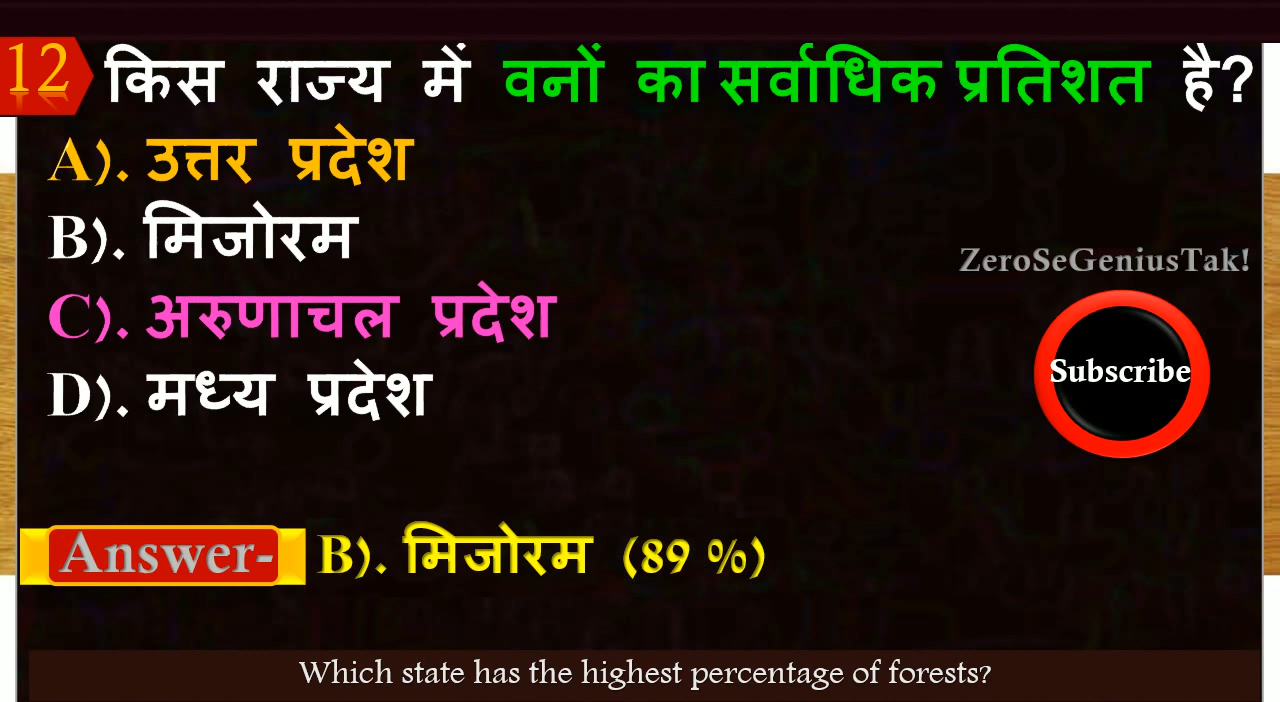 12 किस राज्य में वनों का सर्वाधिक प्रतिशत है?
A). उत्तर प्रदेश
B). मिजोरम
ZeroSeGeniusTak!
C). अरुणाचल प्रदेश
Subscribe
D). मध्य प्रदेश
Answer- B). मिजोरम (89 %)
Which state has the highest percentage of forests?